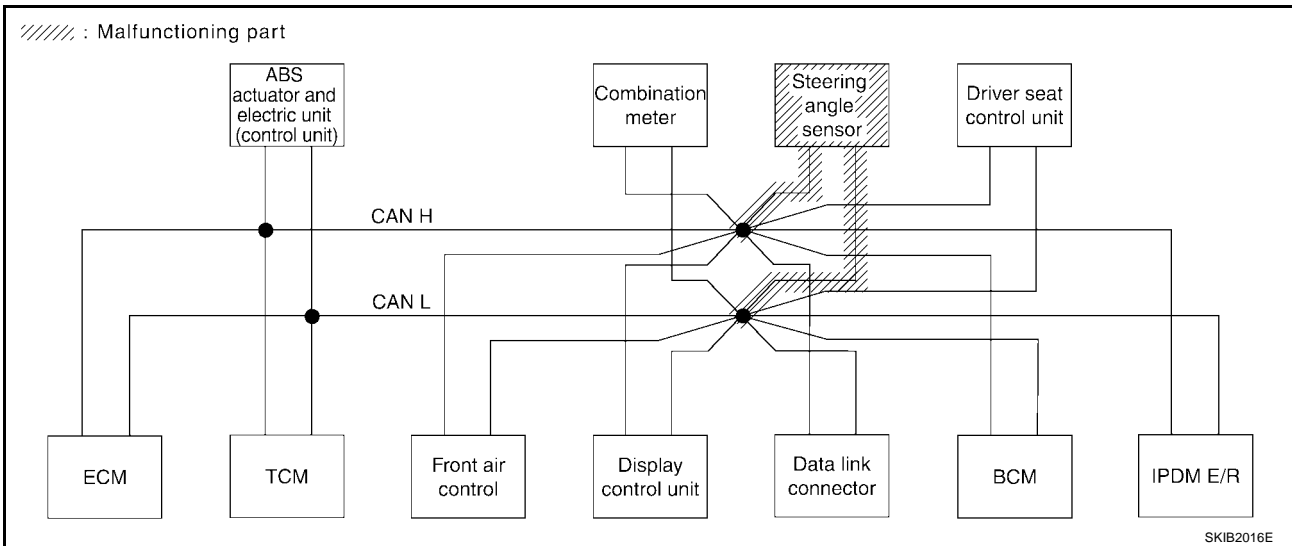 : Malfunctioning part
ABS
actuator and
electric unit
(control unit)
Combination
meter
Steering
angle
sensor
Driver seat
control unit
CAN H
CAN L
ECM
TCM
Front air
control
Display
control unit
Data link
connector
BCM
IPDM E/R
SKIB2016E